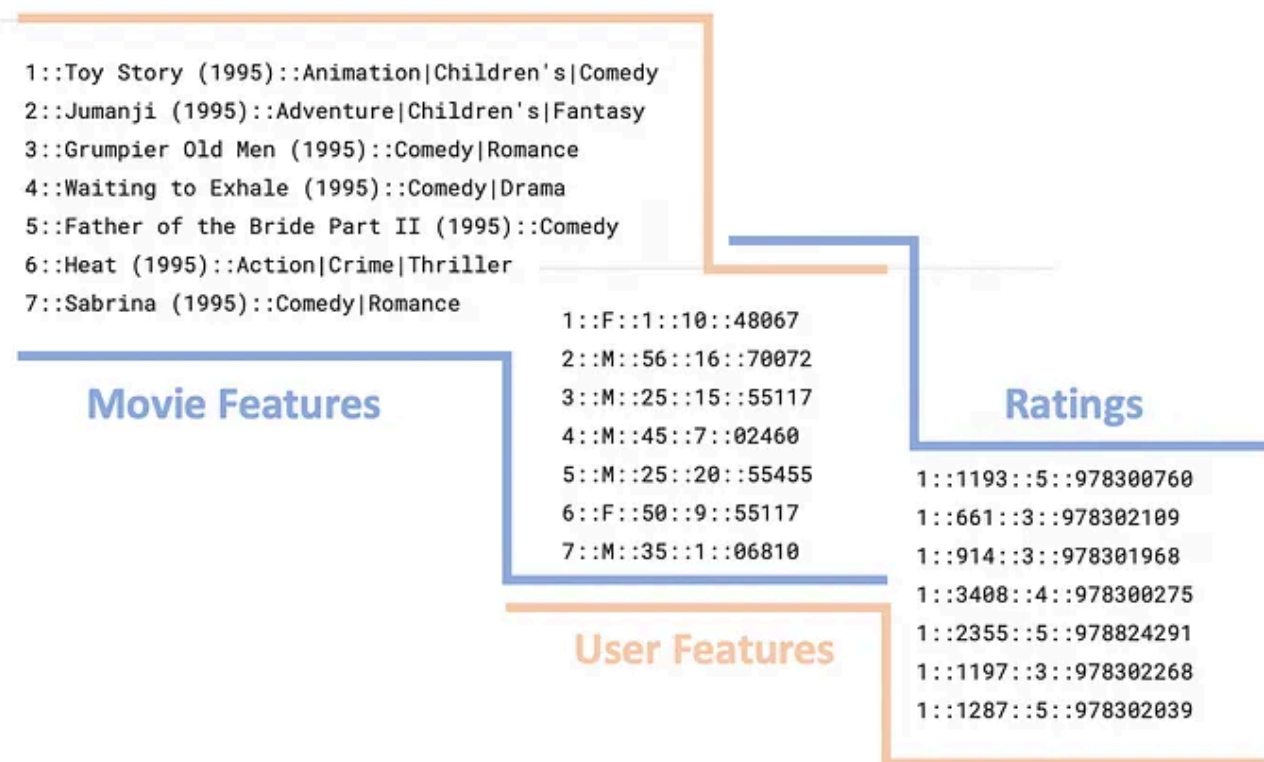 1::Toy Story (1995)::Animation|Children's|Comedy
2::Jumanji (1995)::Adventure|Children's|Fantasy
3::Grumpier Old Men (1995)::Comedy|Romance
4::Waiting to Exhale (1995)::Comedy|Drama
5::Father of the Bride Part II (1995)::Comedy
6::Heat (1995)::Action|Crime|Thriller
7::Sabrina (1995)::Comedy|Romance
Movie Features
1::F::1::10::48067
2::M::56::16::70072
3::M::25::15::55117
4::M::45::7::02460
5::M::25::20::55455
6::F::50::9::55117
7::M::35::1::06810
User Features
Ratings
1::1193::5::978300760
1::661::3::978302109
1::914::3::978301968
1::3408::4::978300275
1::2355::5::978824291
1::1197::3::978302268
1::1287::5::978302039